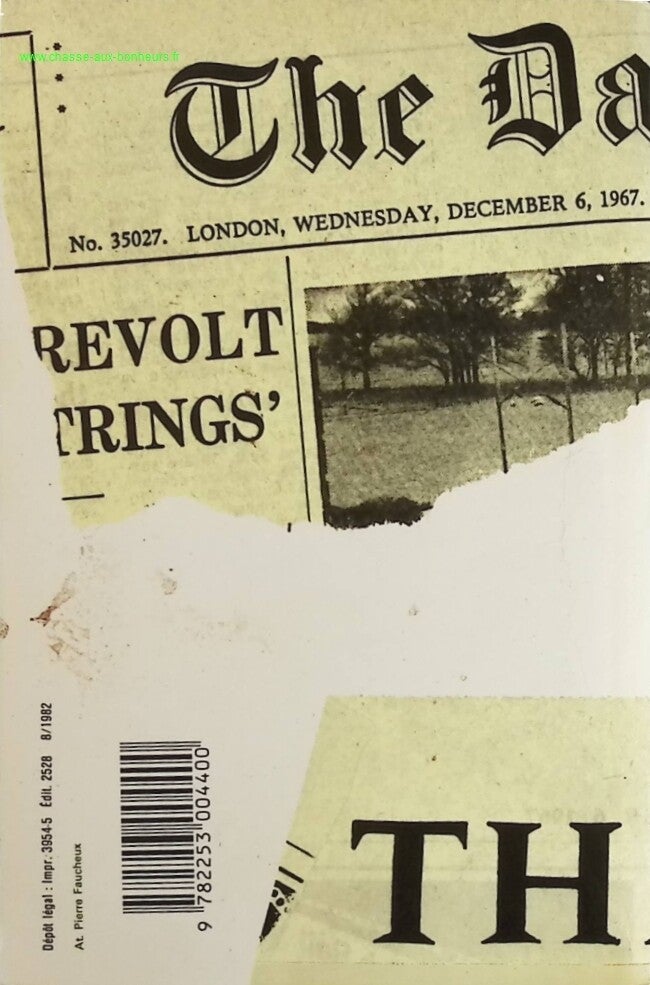 www.chasse-aux-bonheurs.fr
The Da
No. 35027. LONDON, WEDNESDAY, DECEMBER 6, 1967.
REVOLT
TRINGS’
Dépôt légal : Impr. 3954-5 Édit. 2528 8/1982
At. Pierre Faucheux
9 782253 004400
TH